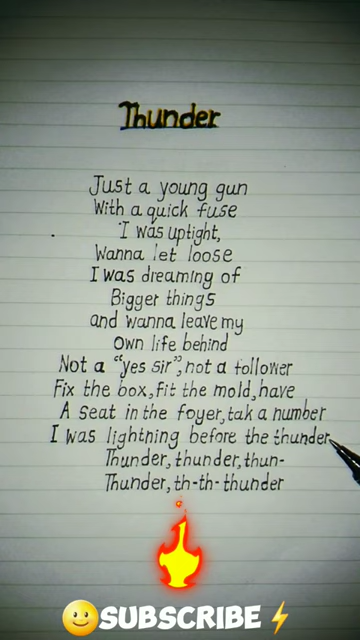 Thunder
Just a young gun
With a quick fuse
I was uptight,
Wanna let loose
I was dreaming of
Bigger things
and wanna leave my
own life behind
Not a “yes sir”, not a follower
Fix the box, fit the mold, have
A seat in the foyer, tak a number
I was lightning before the thunder
Thunder, thunder, thun-
Thunder, th-th-thunder
SUBSCRIBE